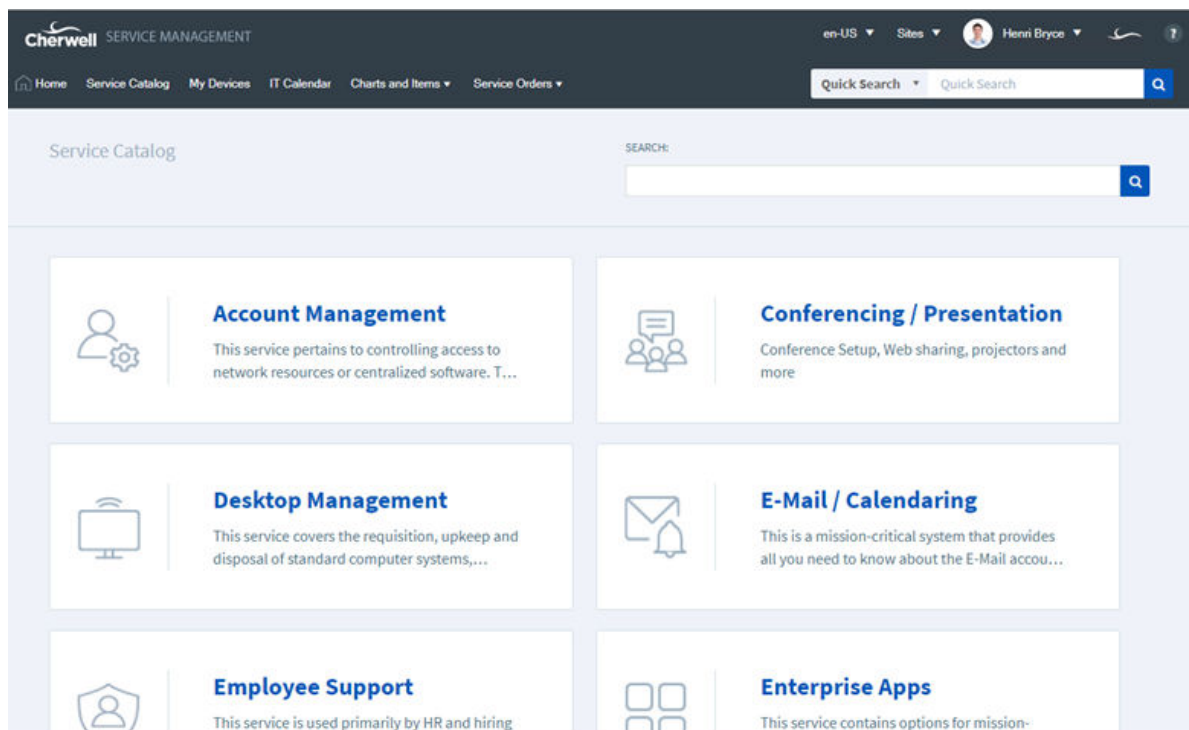 Cherwell SERVICE MANAGEMENT
en-US Sites Henri Bryce ?
Home Service Catalog My Devices IT Calendar Charts and Items Service Orders
Quick Search Quick Search
Service Catalog
SEARCH:
Account Management
This service pertains to controlling access to
network resources or centralized software. T...
Conferencing / Presentation
Conference Setup, Web sharing, projectors and
more
Desktop Management
This service covers the requisition, upkeep and
disposal of standard computer systems,...
E-Mail / Calendaring
This is a mission-critical system that provides
all you need to know about the E-Mail accou...
Employee Support
This service is used primarily by HR and hiring
Enterprise Apps
This service contains options for mission-